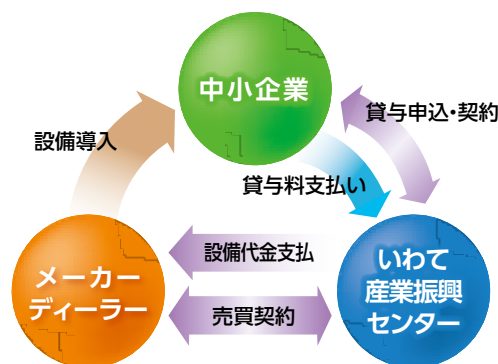 中小企業
設備導入
貸与申込・契約
貸与料支払い
設備代金支払
メーカー
ディーラー
いわて
産業振興
センター
売買契約